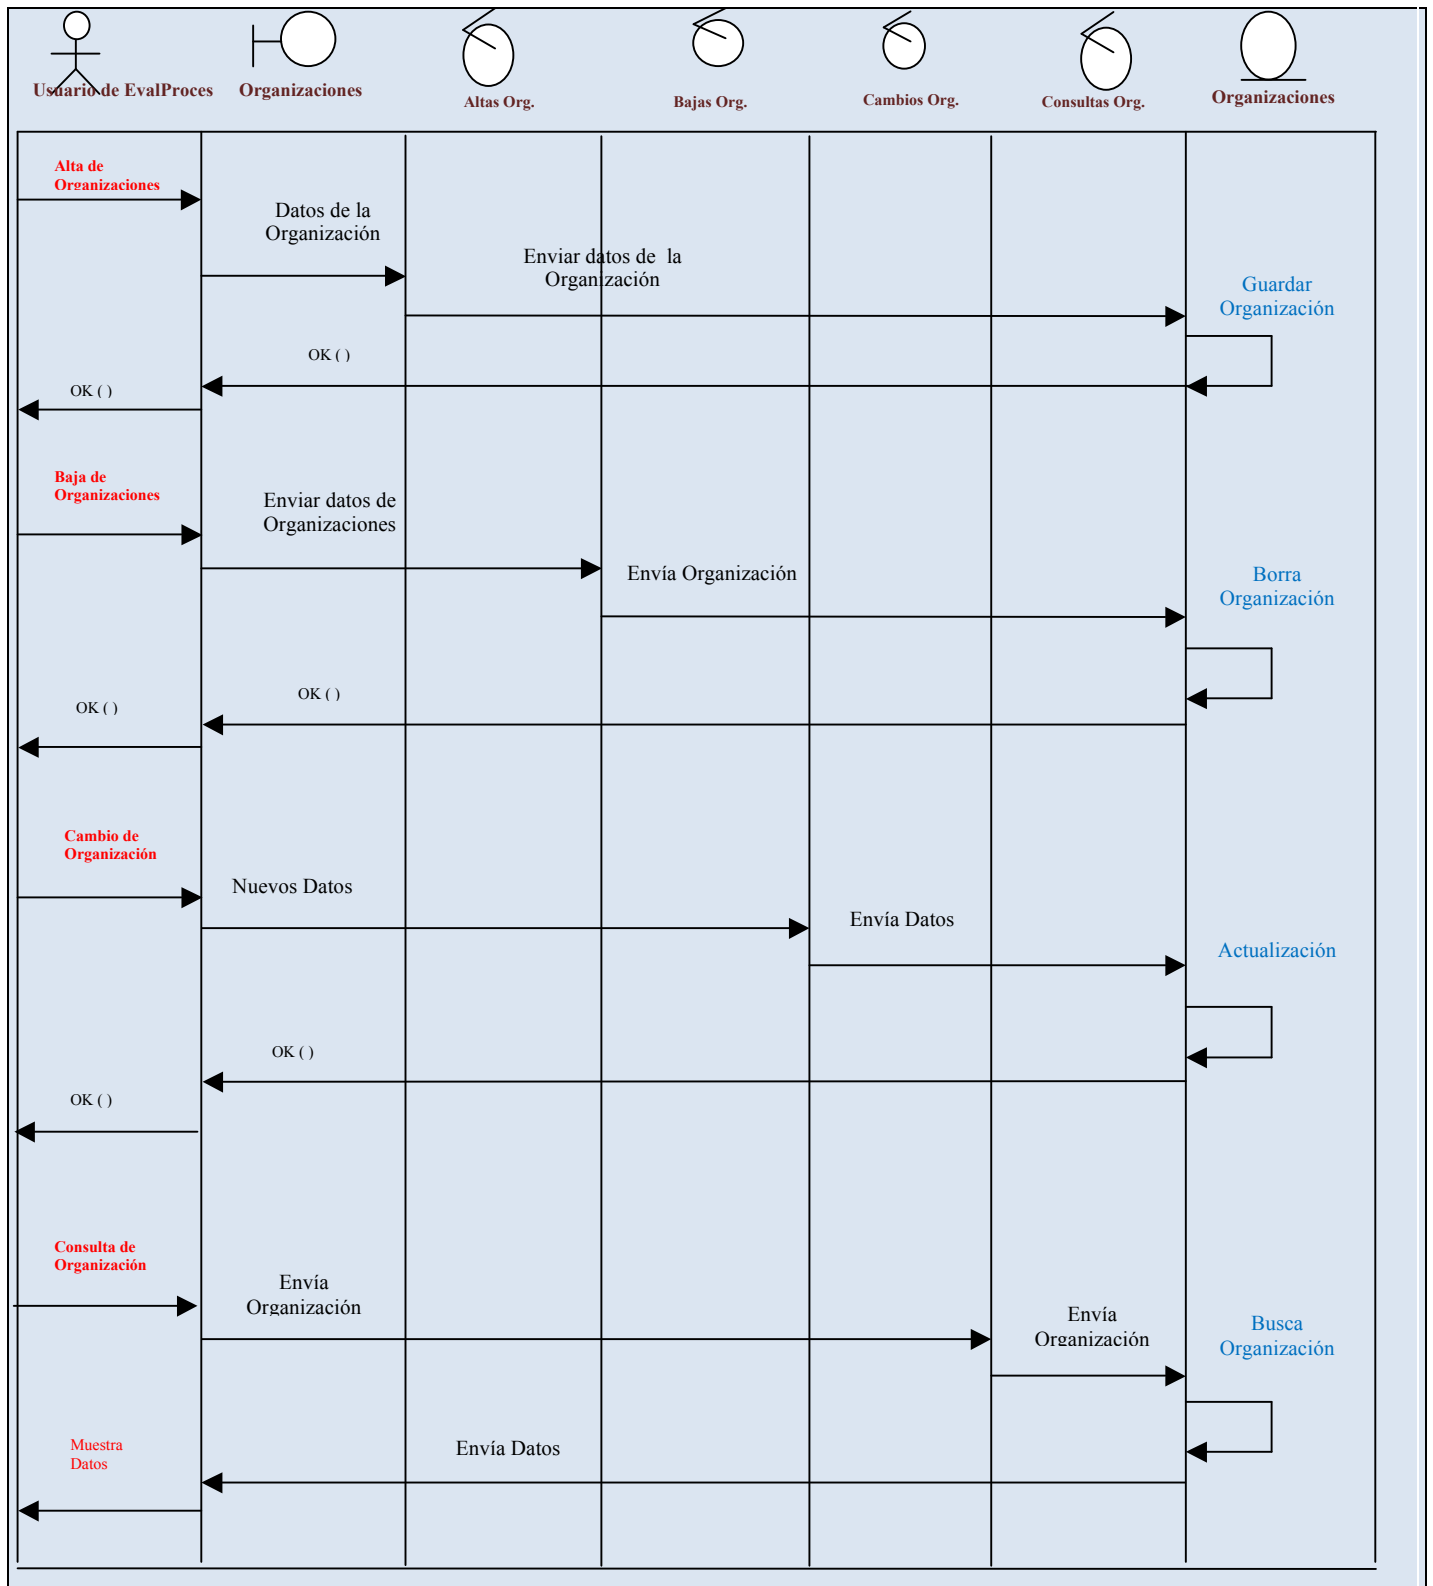 Usuario de EvalProces
Organizaciones
Altas Org.
Bajas Org.
Cambios Org.
Consultas Org.
Organizaciones
Alta de
Organizaciones
Datos de la
Organización
Enviar datos de  la
Organización
Guardar
Organización
OK ( )
OK ( )
Baja de
Organizaciones
Enviar datos de
Organizaciones
Envía Organización
Borra
Organización
OK ( )
OK ( )
Cambio de
Organización
Nuevos Datos
Envía Datos
Actualización
OK ( )
OK ( )
Consulta de
Organización
Envía
Organización
Envía
Organización
Busca
Organización
Envía Datos
Muestra
Datos